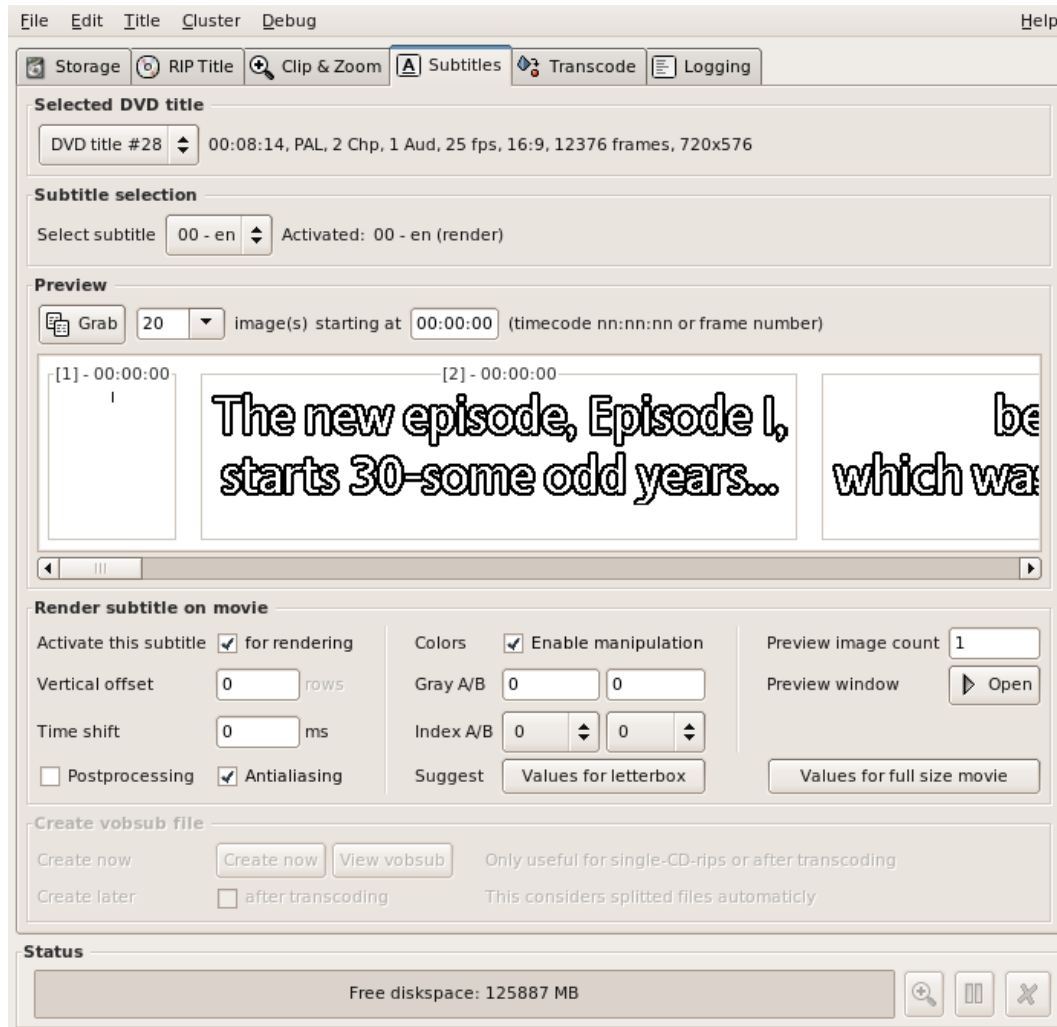 File Edit Title Cluster Debug Help
Storage RIP Title Clip & Zoom A Subtitles Transcode Logging
Selected DVD title
DVD title #28 00:08:14, PAL, 2 Chp, 1 Aud, 25 fps, 16:9, 12376 frames, 720x576
Subtitle selection
Select subtitle 00 - en Activated: 00 - en (render)
Preview
Grab 20 image(s) starting at 00:00:00 (timecode nn:nn:nn or frame number)
[1] - 00:00:00 [2] - 00:00:00
The new episode, Episode I, be
starts 30-some odd years... which was
Render subtitle on movie
Activate this subtitle for rendering Colors Enable manipulation Preview image count 1
Vertical offset 0 rows Gray A/B 0 0 Preview window Open
Time shift 0 ms Index A/B 0 0
Postprocessing Antialiasing Suggest Values for letterbox Values for full size movie
Create vobsub file
Create now Create now View vobsub Only useful for single-CD-rips or after transcoding
Create later after transcoding This considers splitted files automaticly
Status
Free diskspace: 125887 MB